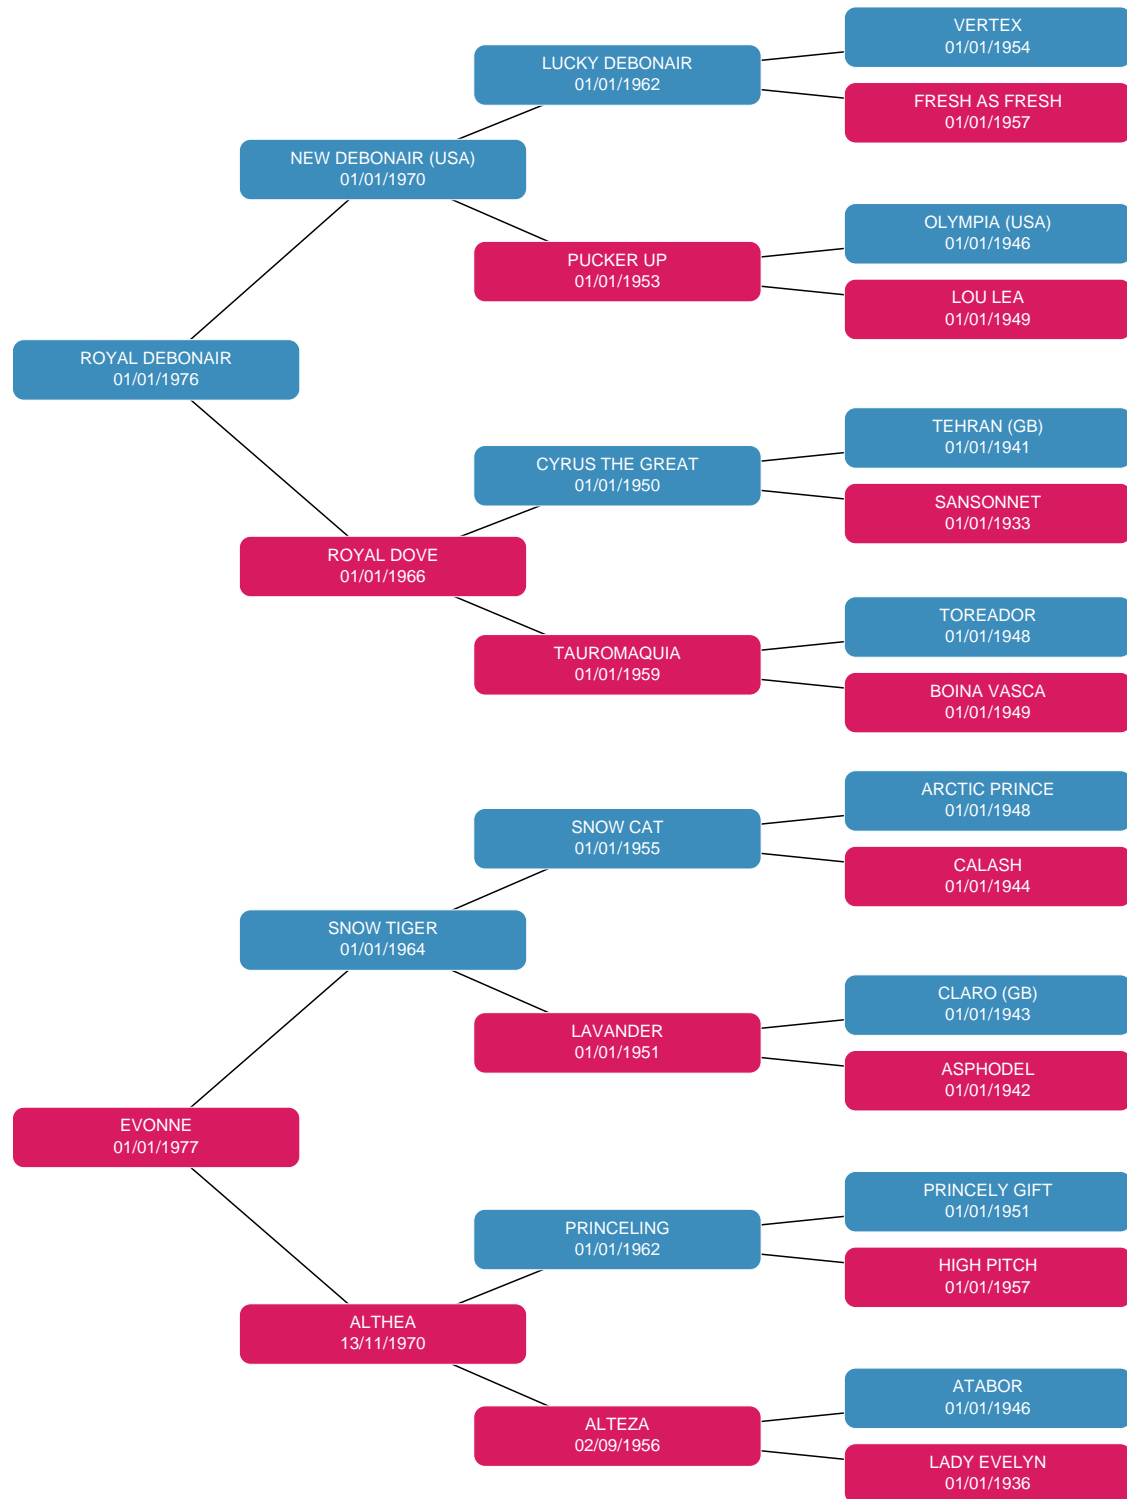 VERTEX
01/01/1954
LUCKY DEBONAIR
01/01/1962
FRESH AS FRESH
01/01/1957
NEW DEBONAIR (USA)
01/01/1970
OLYMPIA (USA)
01/01/1946
PUCKER UP
01/01/1953
LOU LEA
01/01/1949
ROYAL DEBONAIR
01/01/1976
TEHRAN (GB)
01/01/1941
CYRUS THE GREAT
01/01/1950
SANSONNET
01/01/1933
ROYAL DOVE
01/01/1966
TOREADOR
01/01/1948
TAUROMAQUIA
01/01/1959
BOINA VASCA
01/01/1949
ARCTIC PRINCE
01/01/1948
SNOW CAT
01/01/1955
CALASH
01/01/1944
SNOW TIGER
01/01/1964
CLARO (GB)
01/01/1943
LAVANDER
01/01/1951
ASPHODEL
01/01/1942
EVONNE
01/01/1977
PRINCELY GIFT
01/01/1951
PRINCELING
01/01/1962
HIGH PITCH
01/01/1957
ALTHEA
13/11/1970
ATABOR
01/01/1946
ALTEZA
02/09/1956
LADY EVELYN
01/01/1936